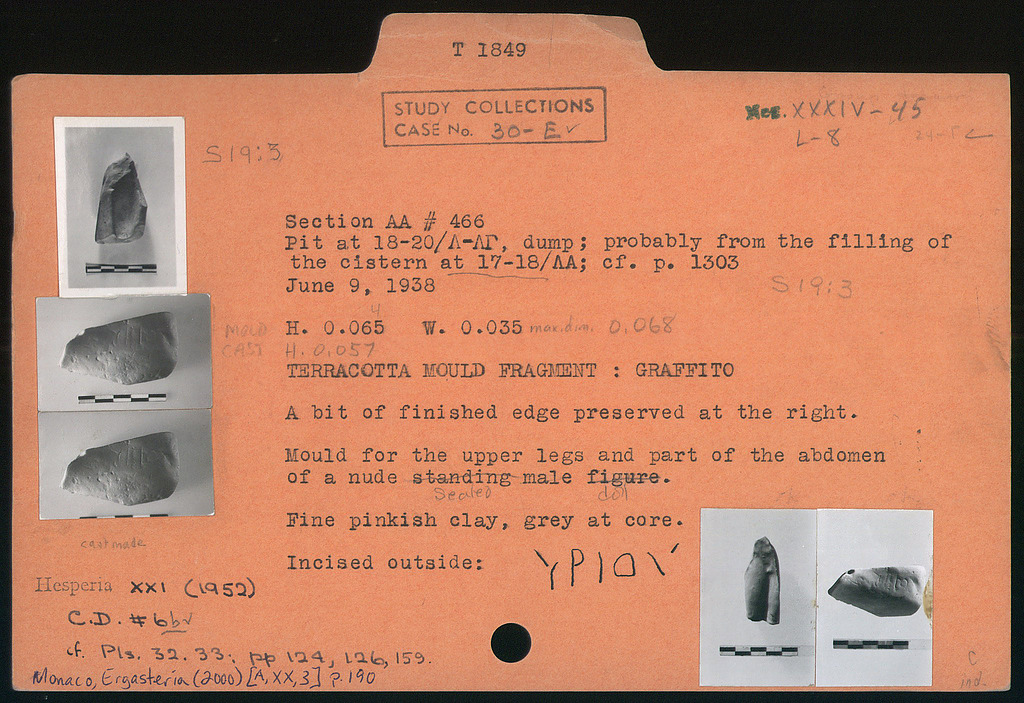 T 1849
STUDY COLLECTIONS
CASE No. 30-E
Neg. XXXIV-45
L-8
S19:3
Section AA # 466
Pit at 18-20/Λ-ΛΓ, dump; probably from the filling of
the cistern at 17-18/ΛΑ; cf. p. 1303
June 9, 1938
S19:3
4
MOLD H. 0.065 W. 0.035 max. dim. 0.068
CAST H. 0.057
TERRACOTTA MOULD FRAGMENT : GRAFFITO
A bit of finished edge preserved at the right.
Mould for the upper legs and part of the abdomen
of a nude standing male figure.
Seated doll
Fine pinkish clay, grey at core.
cast made
Incised outside: ΥΡΙΟΥ
Hesperia XXI (1952)
C.D. # 6b
cf. Pls. 32. 33; pp 124, 126, 159.
Monaco, Ergasteria (2000) [A, XX, 3] p. 190
C
ind.